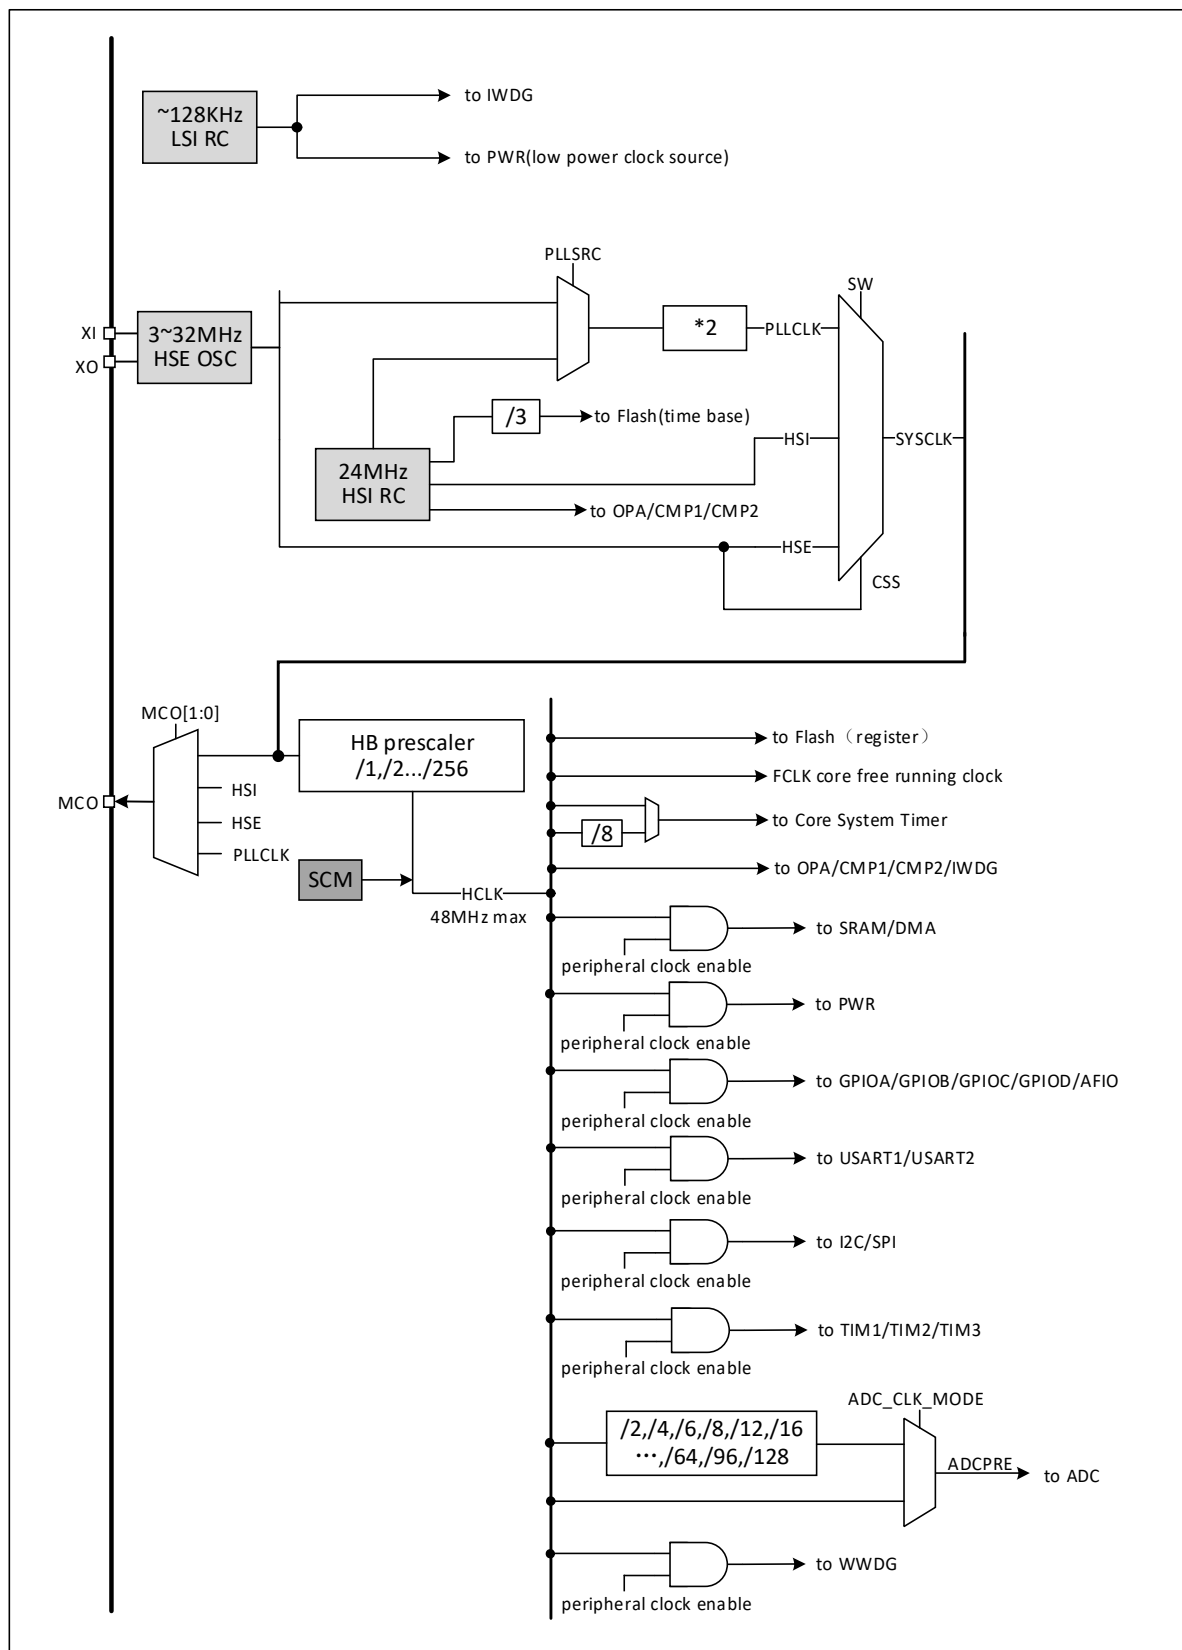 ~128KHz
LSI RC
to IWDG
to PWR(low power clock source)
PLLSRC
SW
XI
XO
3~32MHz
HSE OSC
*2
PLLCLK
/3
to Flash(time base)
24MHz
HSI RC
HSI
SYSCLK
to OPA/CMP1/CMP2
HSE
CSS
MCO[1:0]
HB prescaler
/1,/2.../256
HSI
MCO
HSE
PLLCLK
SCM
HCLK
48MHz max
to Flash（register）
FCLK core free running clock
/8
to Core System Timer
to OPA/CMP1/CMP2/IWDG
to SRAM/DMA
peripheral clock enable
to PWR
peripheral clock enable
to GPIOA/GPIOB/GPIOC/GPIOD/AFIO
peripheral clock enable
to USART1/USART2
peripheral clock enable
to I2C/SPI
peripheral clock enable
to TIM1/TIM2/TIM3
peripheral clock enable
ADC_CLK_MODE
/2,/4,/6,/8,/12,/16
…,/64,/96,/128
ADCPRE
to ADC
to WWDG
peripheral clock enable